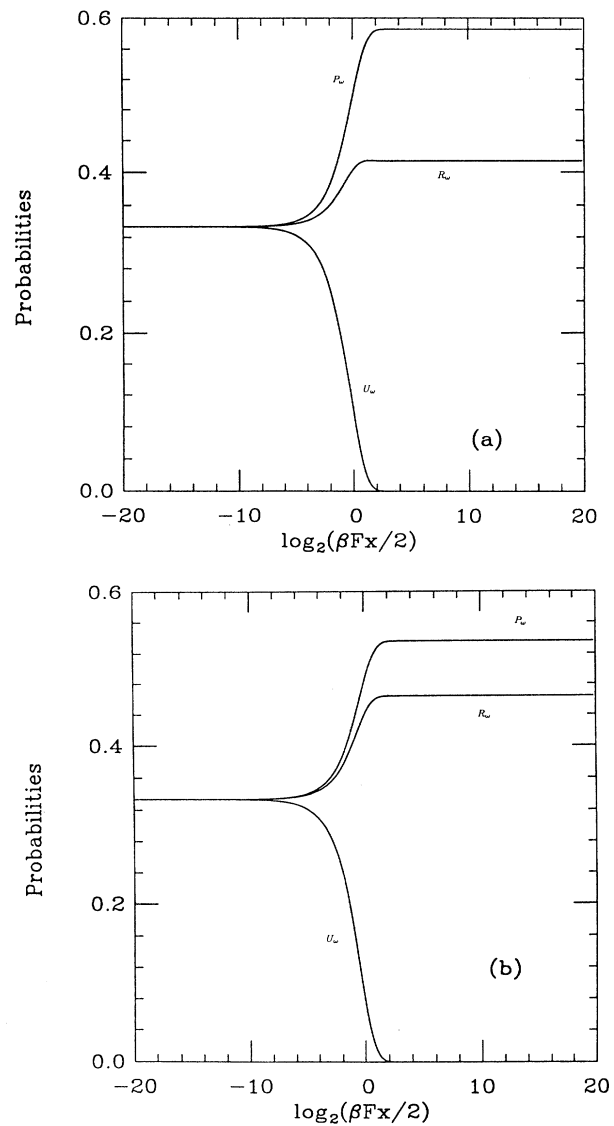 0.6
P_ω
0.4
R_ω
Probabilities
0.2
U_ω
(a)
0.0
−20 −10 0 10 20
log₂(βFx/2)
0.6
P_ω
R_ω
0.4
Probabilities
0.2
U_ω
(b)
0.0
−20 −10 0 10 20
log₂(βFx/2)